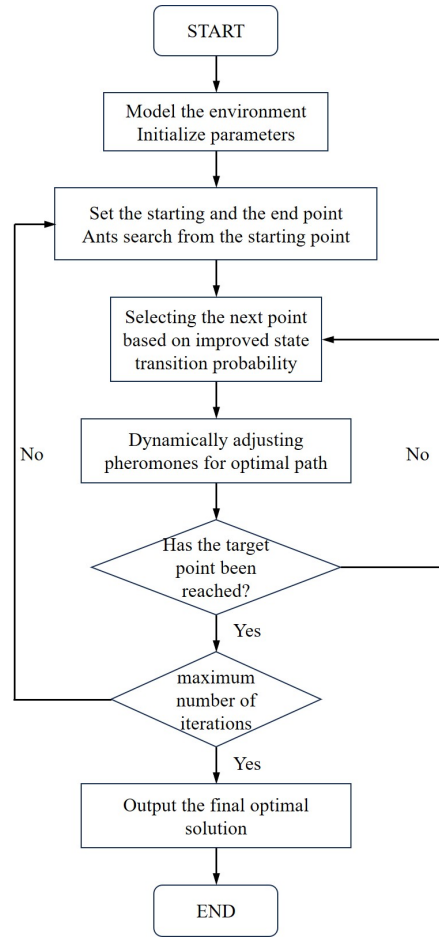 START
Model the environment
Initialize parameters
Set the starting and the end point
Ants search from the starting point
Selecting the next point
based on improved state
transition probability
Dynamically adjusting
pheromones for optimal path
No
No
Has the target
point been
reached?
Yes
maximum
number of
iterations
Yes
Output the final optimal
solution
END